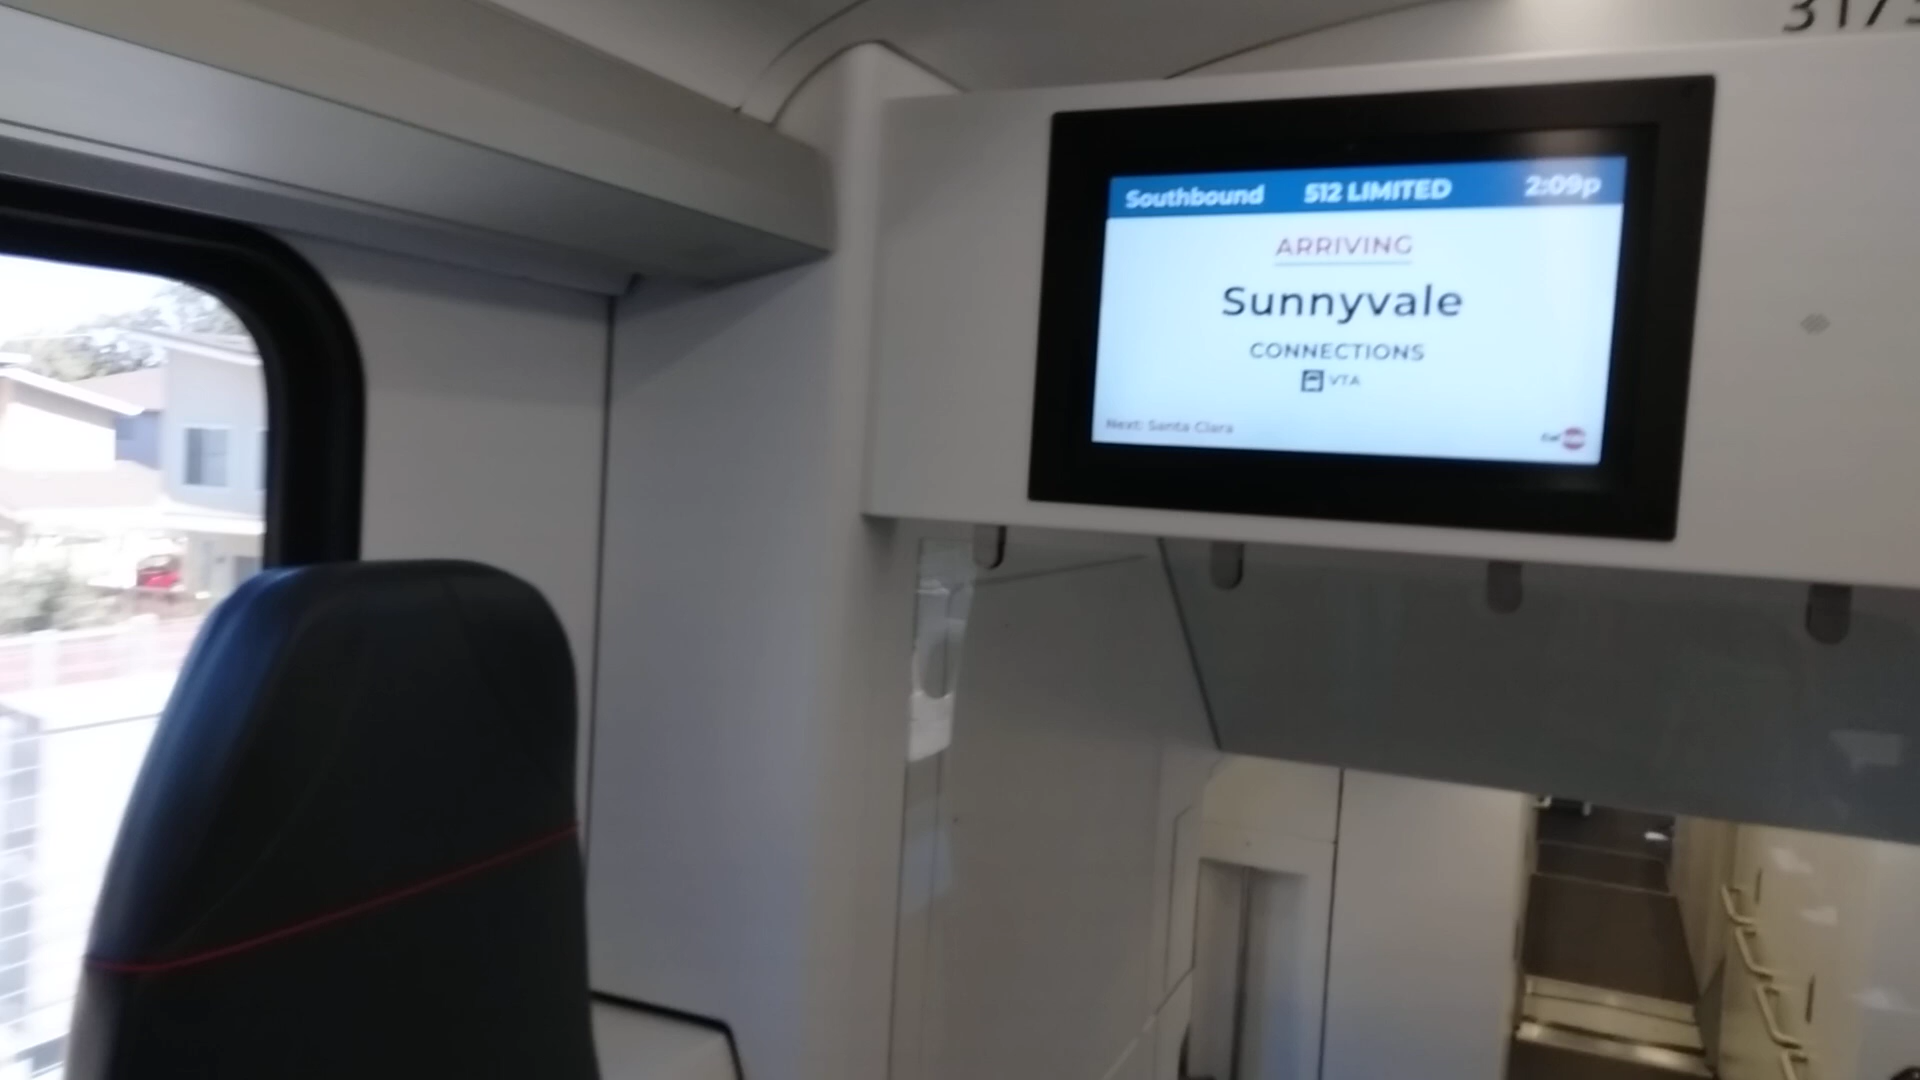 Southbound 512 LIMITED 2:09p
ARRIVING
Sunnyvale
CONNECTIONS
VTA
Next: Santa Clara